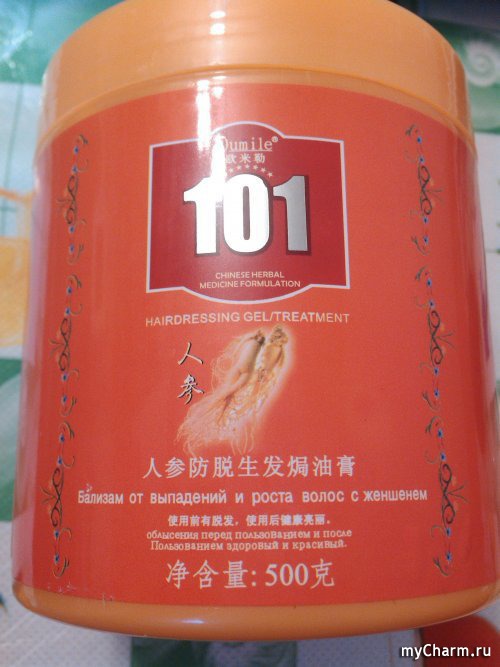 Oumile®
欧米勒
101
CHINESE HERBAL
MEDICINE FORMULATION
HAIRDRESSING GEL/TREATMENT
人参
人参防脱生发焗油膏
Бализам от выпадений и роста волос с женшенем
使用前有脱发，使用后健康亮丽。
облысения перед пользованием и после
Пользованием здоровый и красивый.
净含量: 500克
myCharm.ru